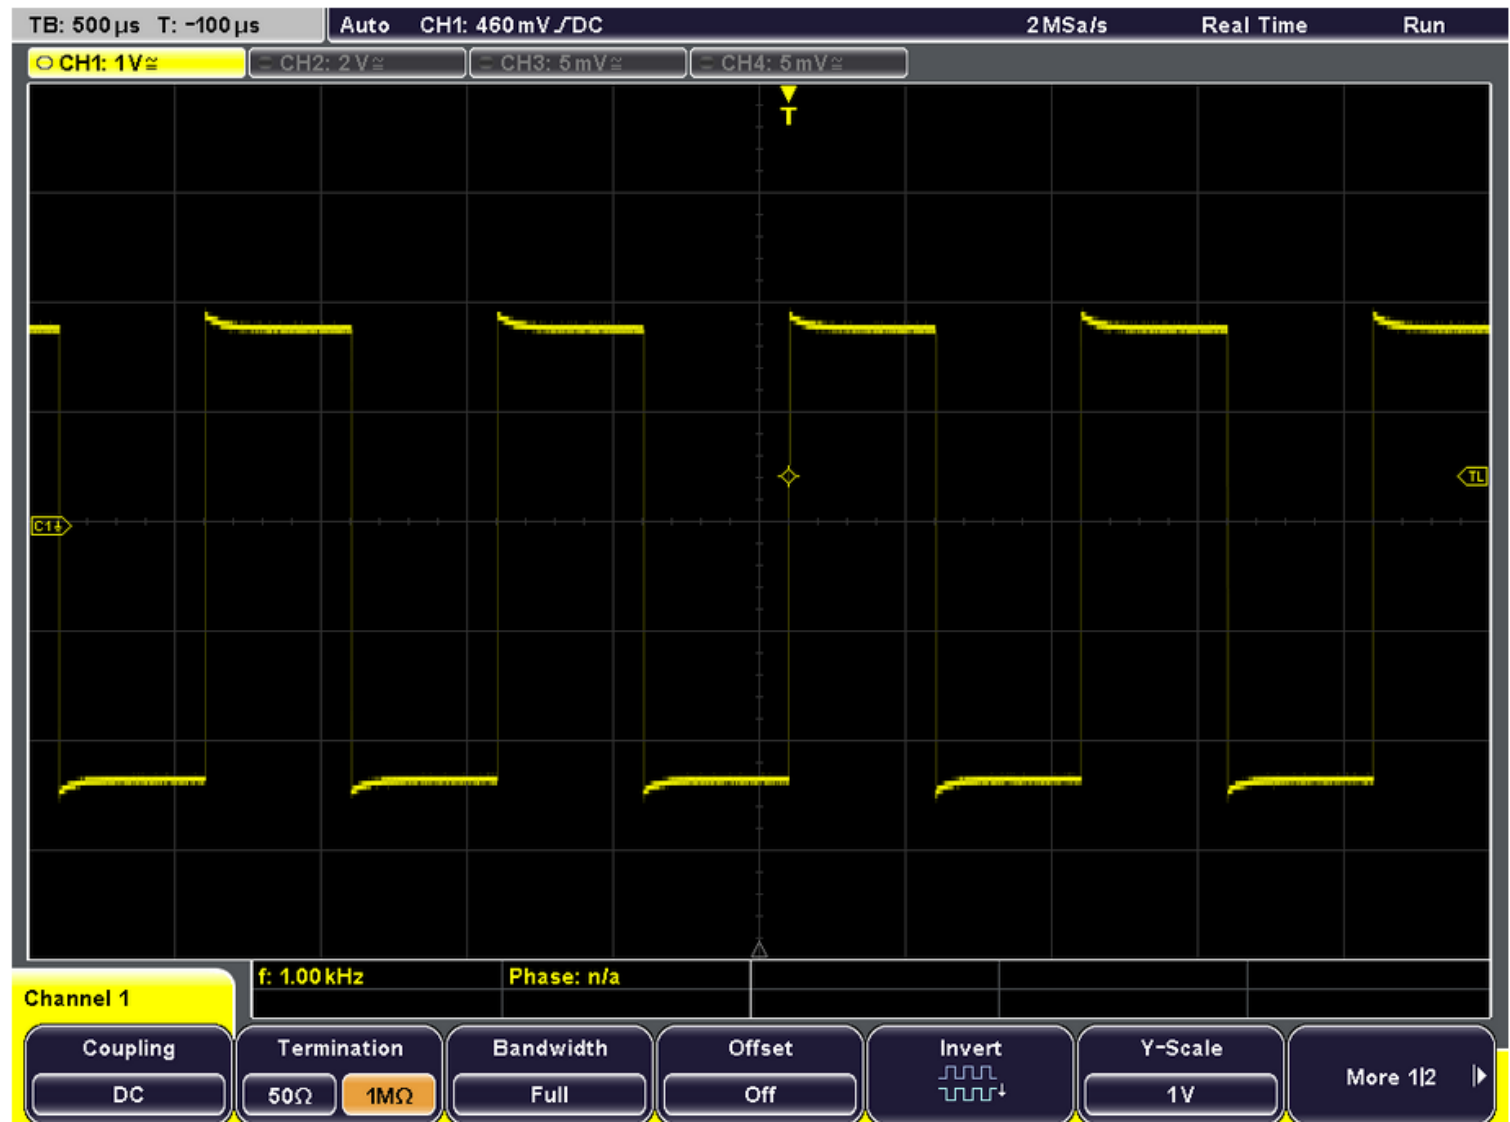 TB: 500 µs T: -100 µs Auto CH1: 460 mV DC 2 MSa/s Real Time Run
CH1: 1 V≅ CH2: 2 V≅ CH3: 5 mV≅ CH4: 5 mV≅
T
TL
C1
f: 1.00 kHz Phase: n/a
Channel 1
Coupling Termination Bandwidth Offset Invert Y-Scale More 1|2
DC 50Ω 1MΩ Full Off 1 V